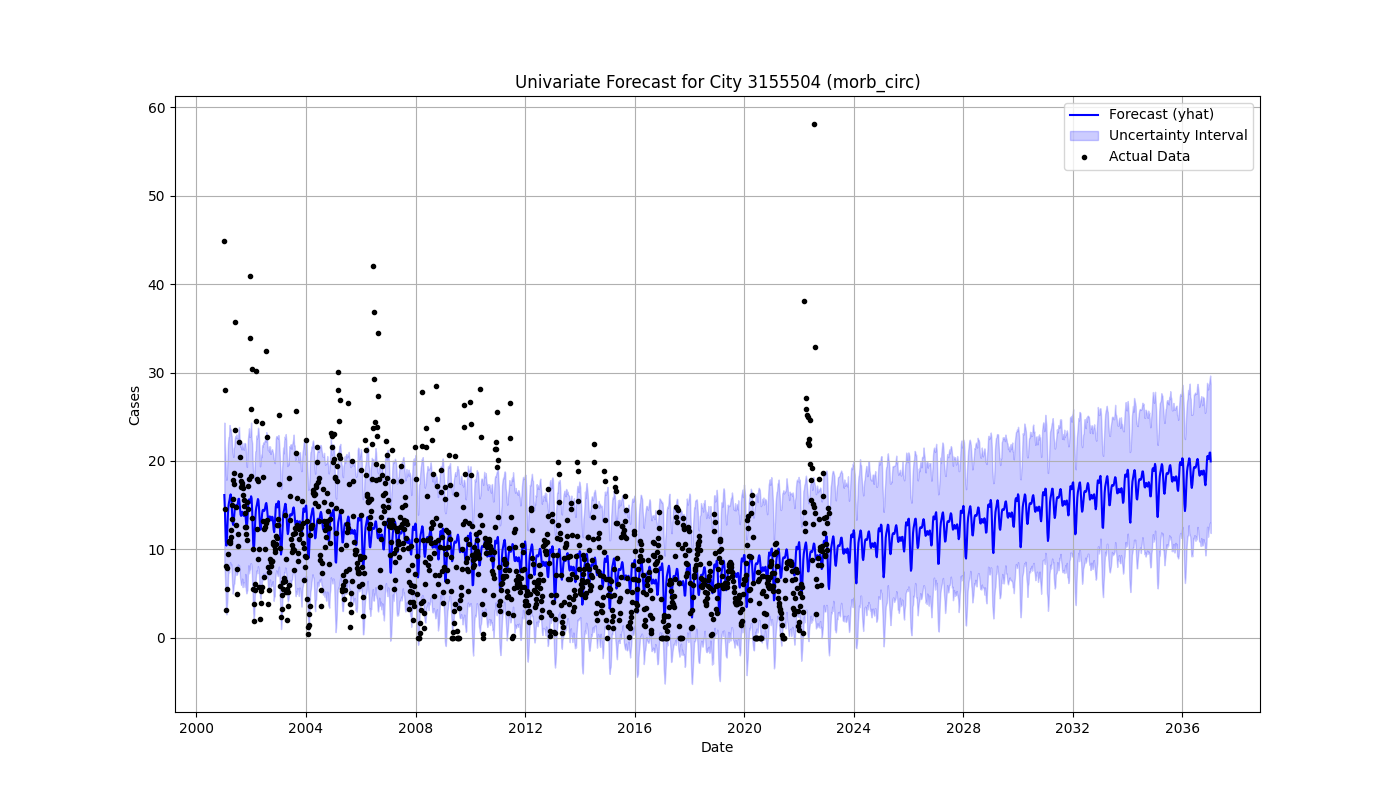 Univariate Forecast for City 3155504 (morb_circ)
Forecast (yhat)
Uncertainty Interval
Actual Data
60
50
40
30
20
10
0
Cases
2000 2004 2008 2012 2016 2020 2024 2028 2032 2036
Date